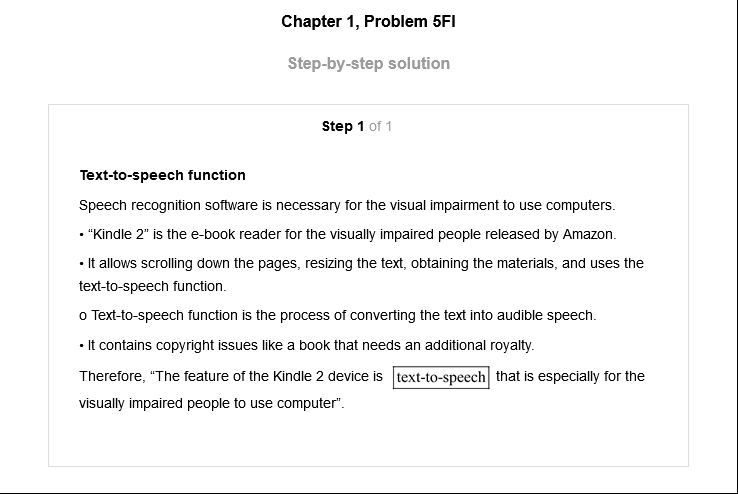 Chapter 1, Problem 5FI
Step-by-step solution
Step 1 of 1
Text-to-speech function
Speech recognition software is necessary for the visual impairment to use computers.
• “Kindle 2” is the e-book reader for the visually impaired people released by Amazon.
• It allows scrolling down the pages, resizing the text, obtaining the materials, and uses the
text-to-speech function.
o Text-to-speech function is the process of converting the text into audible speech.
• It contains copyright issues like a book that needs an additional royalty.
Therefore, “The feature of the Kindle 2 device is text-to-speech that is especially for the
visually impaired people to use computer”.